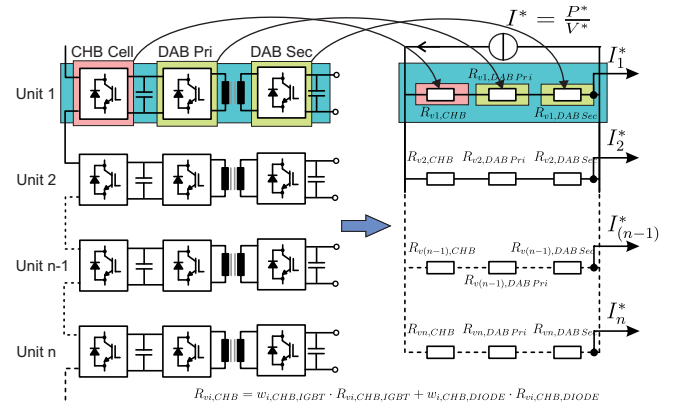 I* = P*/V*
CHB Cell DAB Pri DAB Sec
I₁*
Unit 1
R_{v1,DAB Pri}
R_{v1,CHB} R_{v1,DAB Sec}
I₂*
Unit 2
R_{v2,CHB} R_{v2,DAB Pri} R_{v2,DAB Sec}
I*_{(n−1)}
Unit n-1
R_{v(n−1),CHB} R_{v(n−1),DAB Sec}
R_{v(n−1),DAB Pri}
I*_n
Unit n
R_{vn,CHB} R_{vn,DAB Pri} R_{vn,DAB Sec}
R_{vi,CHB} = w_{i,CHB,IGBT} · R_{vi,CHB,IGBT} + w_{i,CHB,DIODE} · R_{vi,CHB,DIODE}